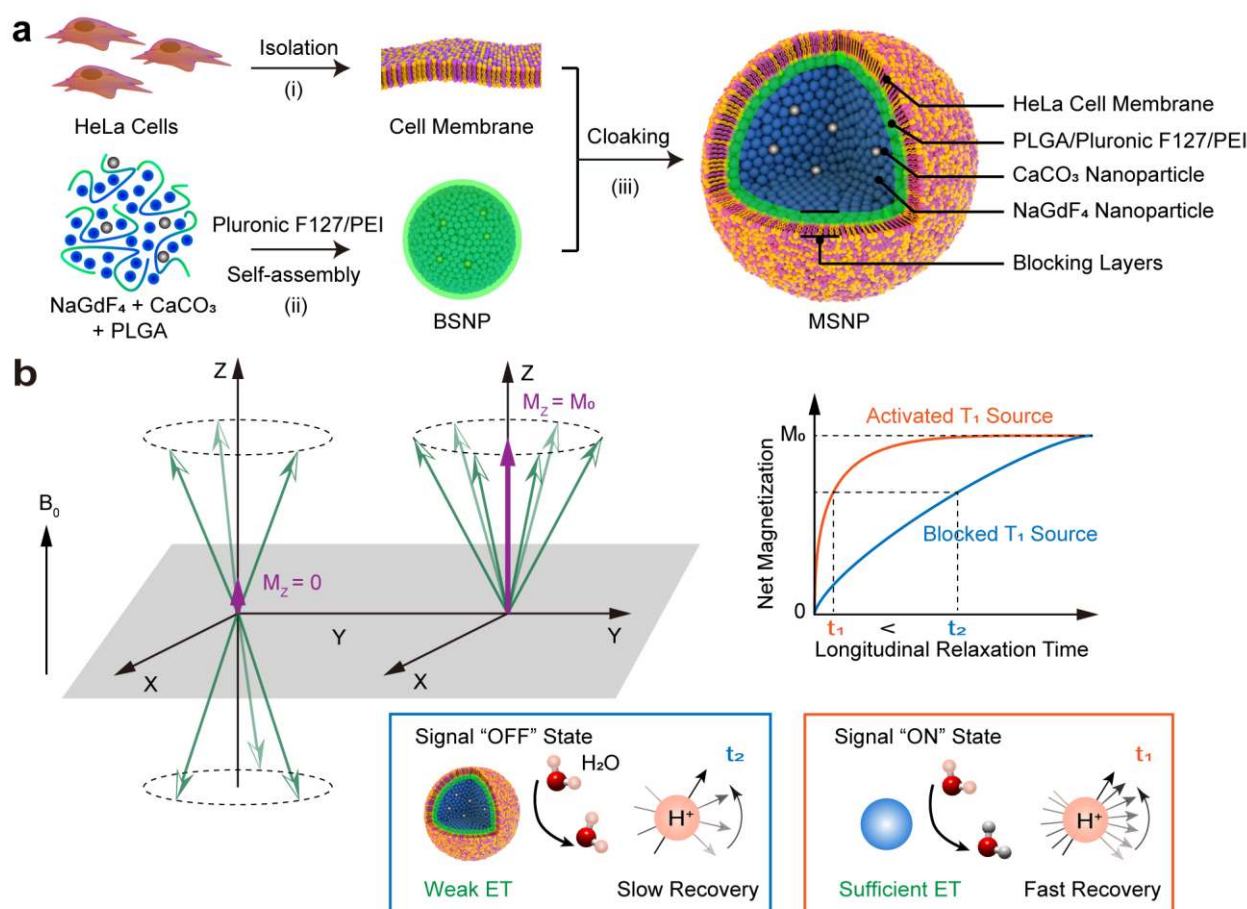 a
Isolation
(i)
HeLa Cells
Cell Membrane
Cloaking
(iii)
Pluronic F127/PEI
Self-assembly
(ii)
NaGdF₄ + CaCO₃
+ PLGA
BSNP
HeLa Cell Membrane
PLGA/Pluronic F127/PEI
CaCO₃ Nanoparticle
NaGdF₄ Nanoparticle
Blocking Layers
MSNP
b
B₀
Z
M_Z = 0
X
Y
Z
M_Z = M₀
X
Y
Net Magnetization
M₀
0
Activated T₁ Source
Blocked T₁ Source
t₁ < t₂
Longitudinal Relaxation Time
Signal “OFF” State
H₂O
t₂
H⁺
Weak ET
Slow Recovery
Signal “ON” State
t₁
H⁺
Sufficient ET
Fast Recovery